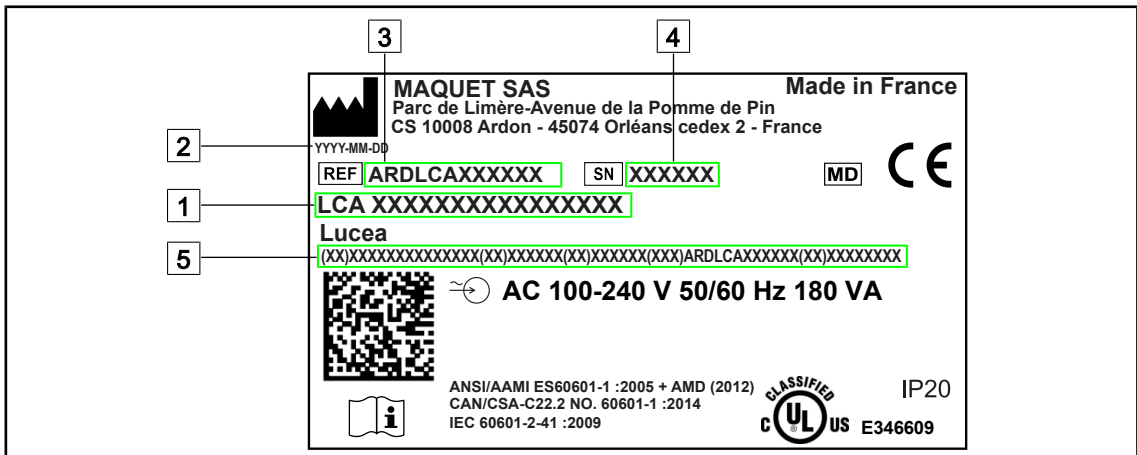 3 4
MAQUET SAS Made in France
Parc de Limère-Avenue de la Pomme de Pin
CS 10008 Ardon - 45074 Orléans cedex 2 - France
2 YYYY-MM-DD
REF ARDLCAXXXXXX SN XXXXXX MD CE
1 LCA XXXXXXXXXXXXXXXX
Lucea
5 (XX)XXXXXXXXXXXXXX(XX)XXXXXX(XX)XXXXXX(XXX)ARDLCAXXXXXX(XX)XXXXXXXX
AC 100-240 V 50/60 Hz 180 VA
ANSI/AAMI ES60601-1 :2005 + AMD (2012)
CAN/CSA-C22.2 NO. 60601-1 :2014
IEC 60601-2-41 :2009
i
CLASSIFIED
C UL US E346609
®
IP20